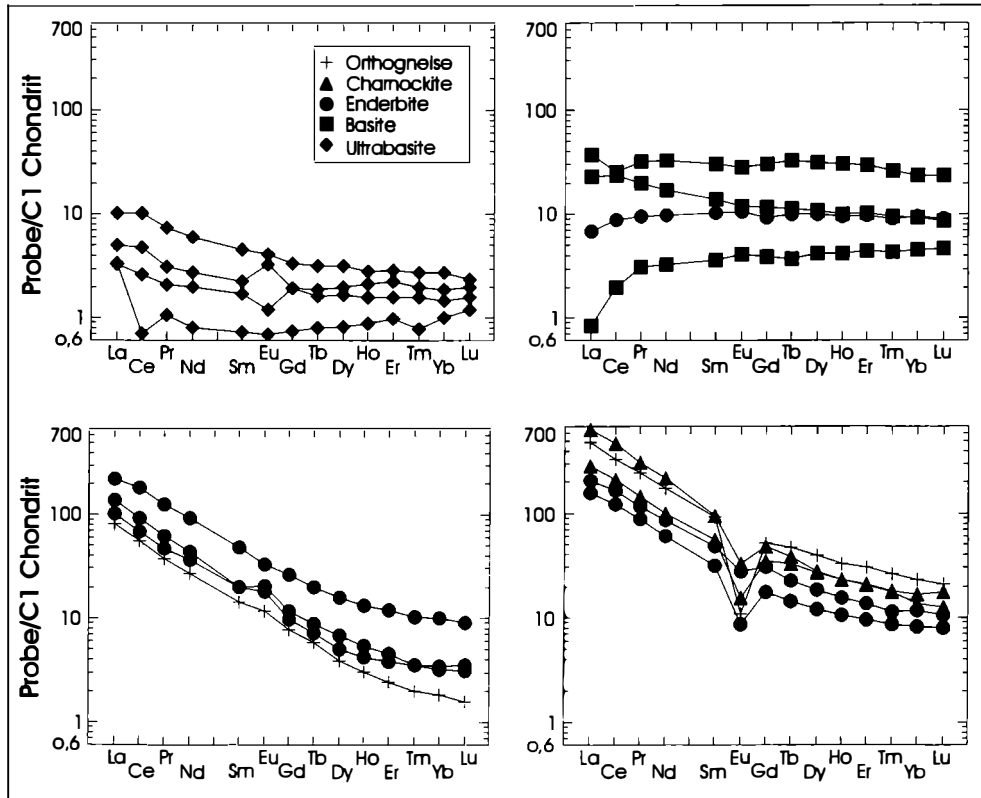 Probe/C1 Chondrit
700
100
10
1
0,6
+ Orthogneise
▲ Charnockite
● Enderbite
■ Basite
◆ Ultrabasite
La Ce Pr Nd Sm Eu Gd Tb Dy Ho Er Tm Yb Lu
700
100
10
1
0,6
La Ce Pr Nd Sm Eu Gd Tb Dy Ho Er Tm Yb Lu
Probe/C1 Chondrit
700
100
10
1
0,6
La Ce Pr Nd Sm Eu Gd Tb Dy Ho Er Tm Yb Lu
700
100
10
1
0,6
La Ce Pr Nd Sm Eu Gd Tb Dy Ho Er Tm Yb Lu